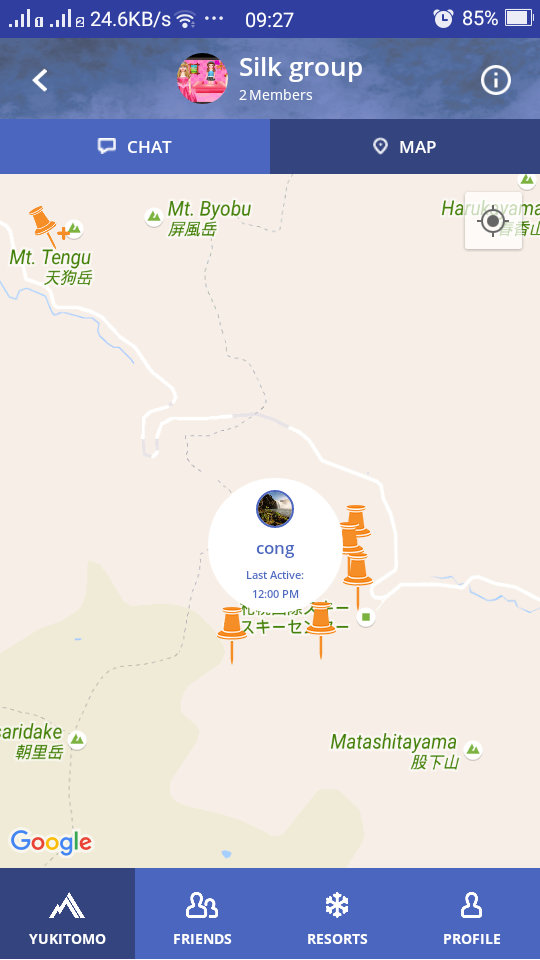 24.6KB/s 09:27 85%
Silk group
2 Members
CHAT MAP
Mt. Byobu
屏風岳
Mt. Tengu
天狗岳
cong
Last Active:
12:00 PM
スキーセンター
saridake
朝里岳
Matashitayama
股下山
Google
YUKITOMO FRIENDS RESORTS PROFILE